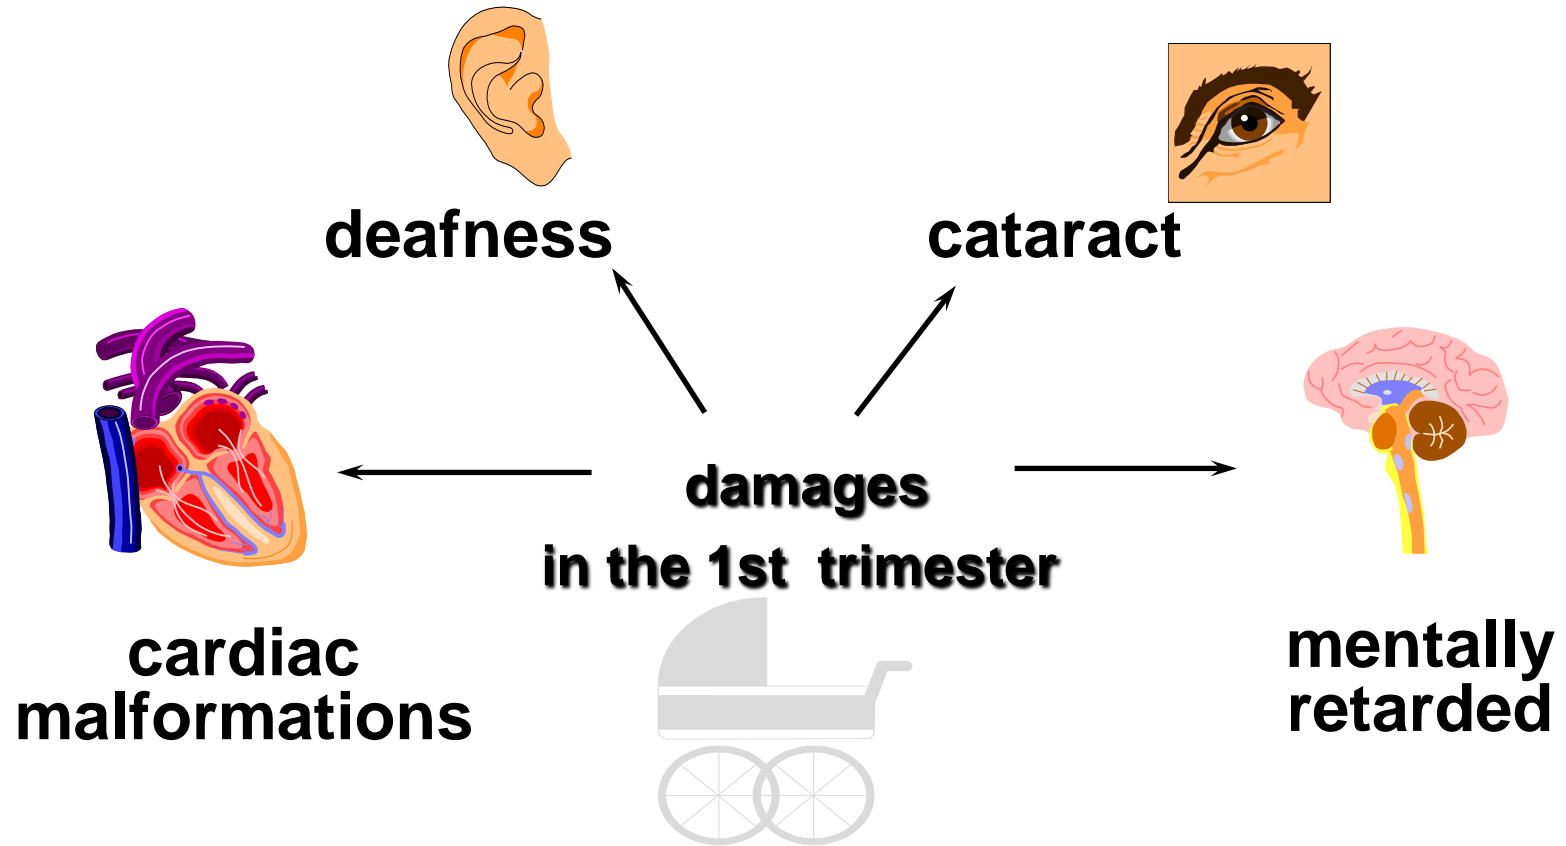 deafness
cataract
damages
in the 1st trimester
cardiac
malformations
mentally
retarded